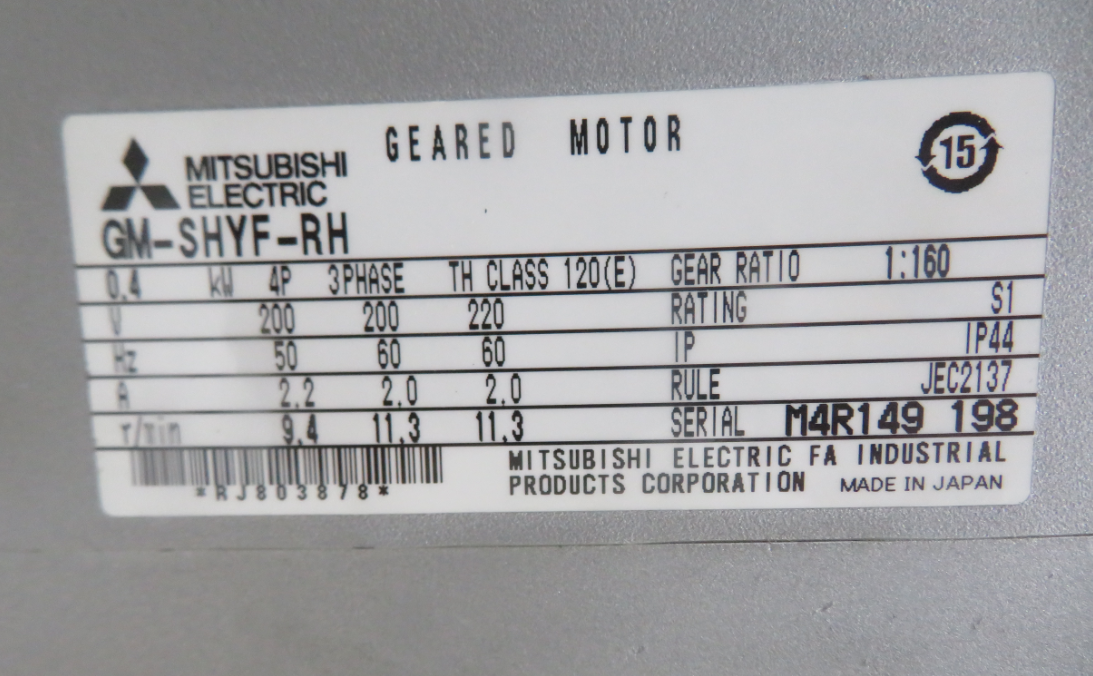 GEARED MOTOR
15
MITSUBISHI
ELECTRIC
GM-SHYF-RH
0.4 kW 4P 3PHASE TH CLASS 120(E) GEAR RATIO 1:160
V 200 200 220 RATING S1
Hz 50 60 60 IP IP44
A 2.2 2.0 2.0 RULE JEC2137
r/min 9.4 11.3 11.3 SERIAL M4R149 198
*RJ803878*
MITSUBISHI ELECTRIC FA INDUSTRIAL
PRODUCTS CORPORATION MADE IN JAPAN